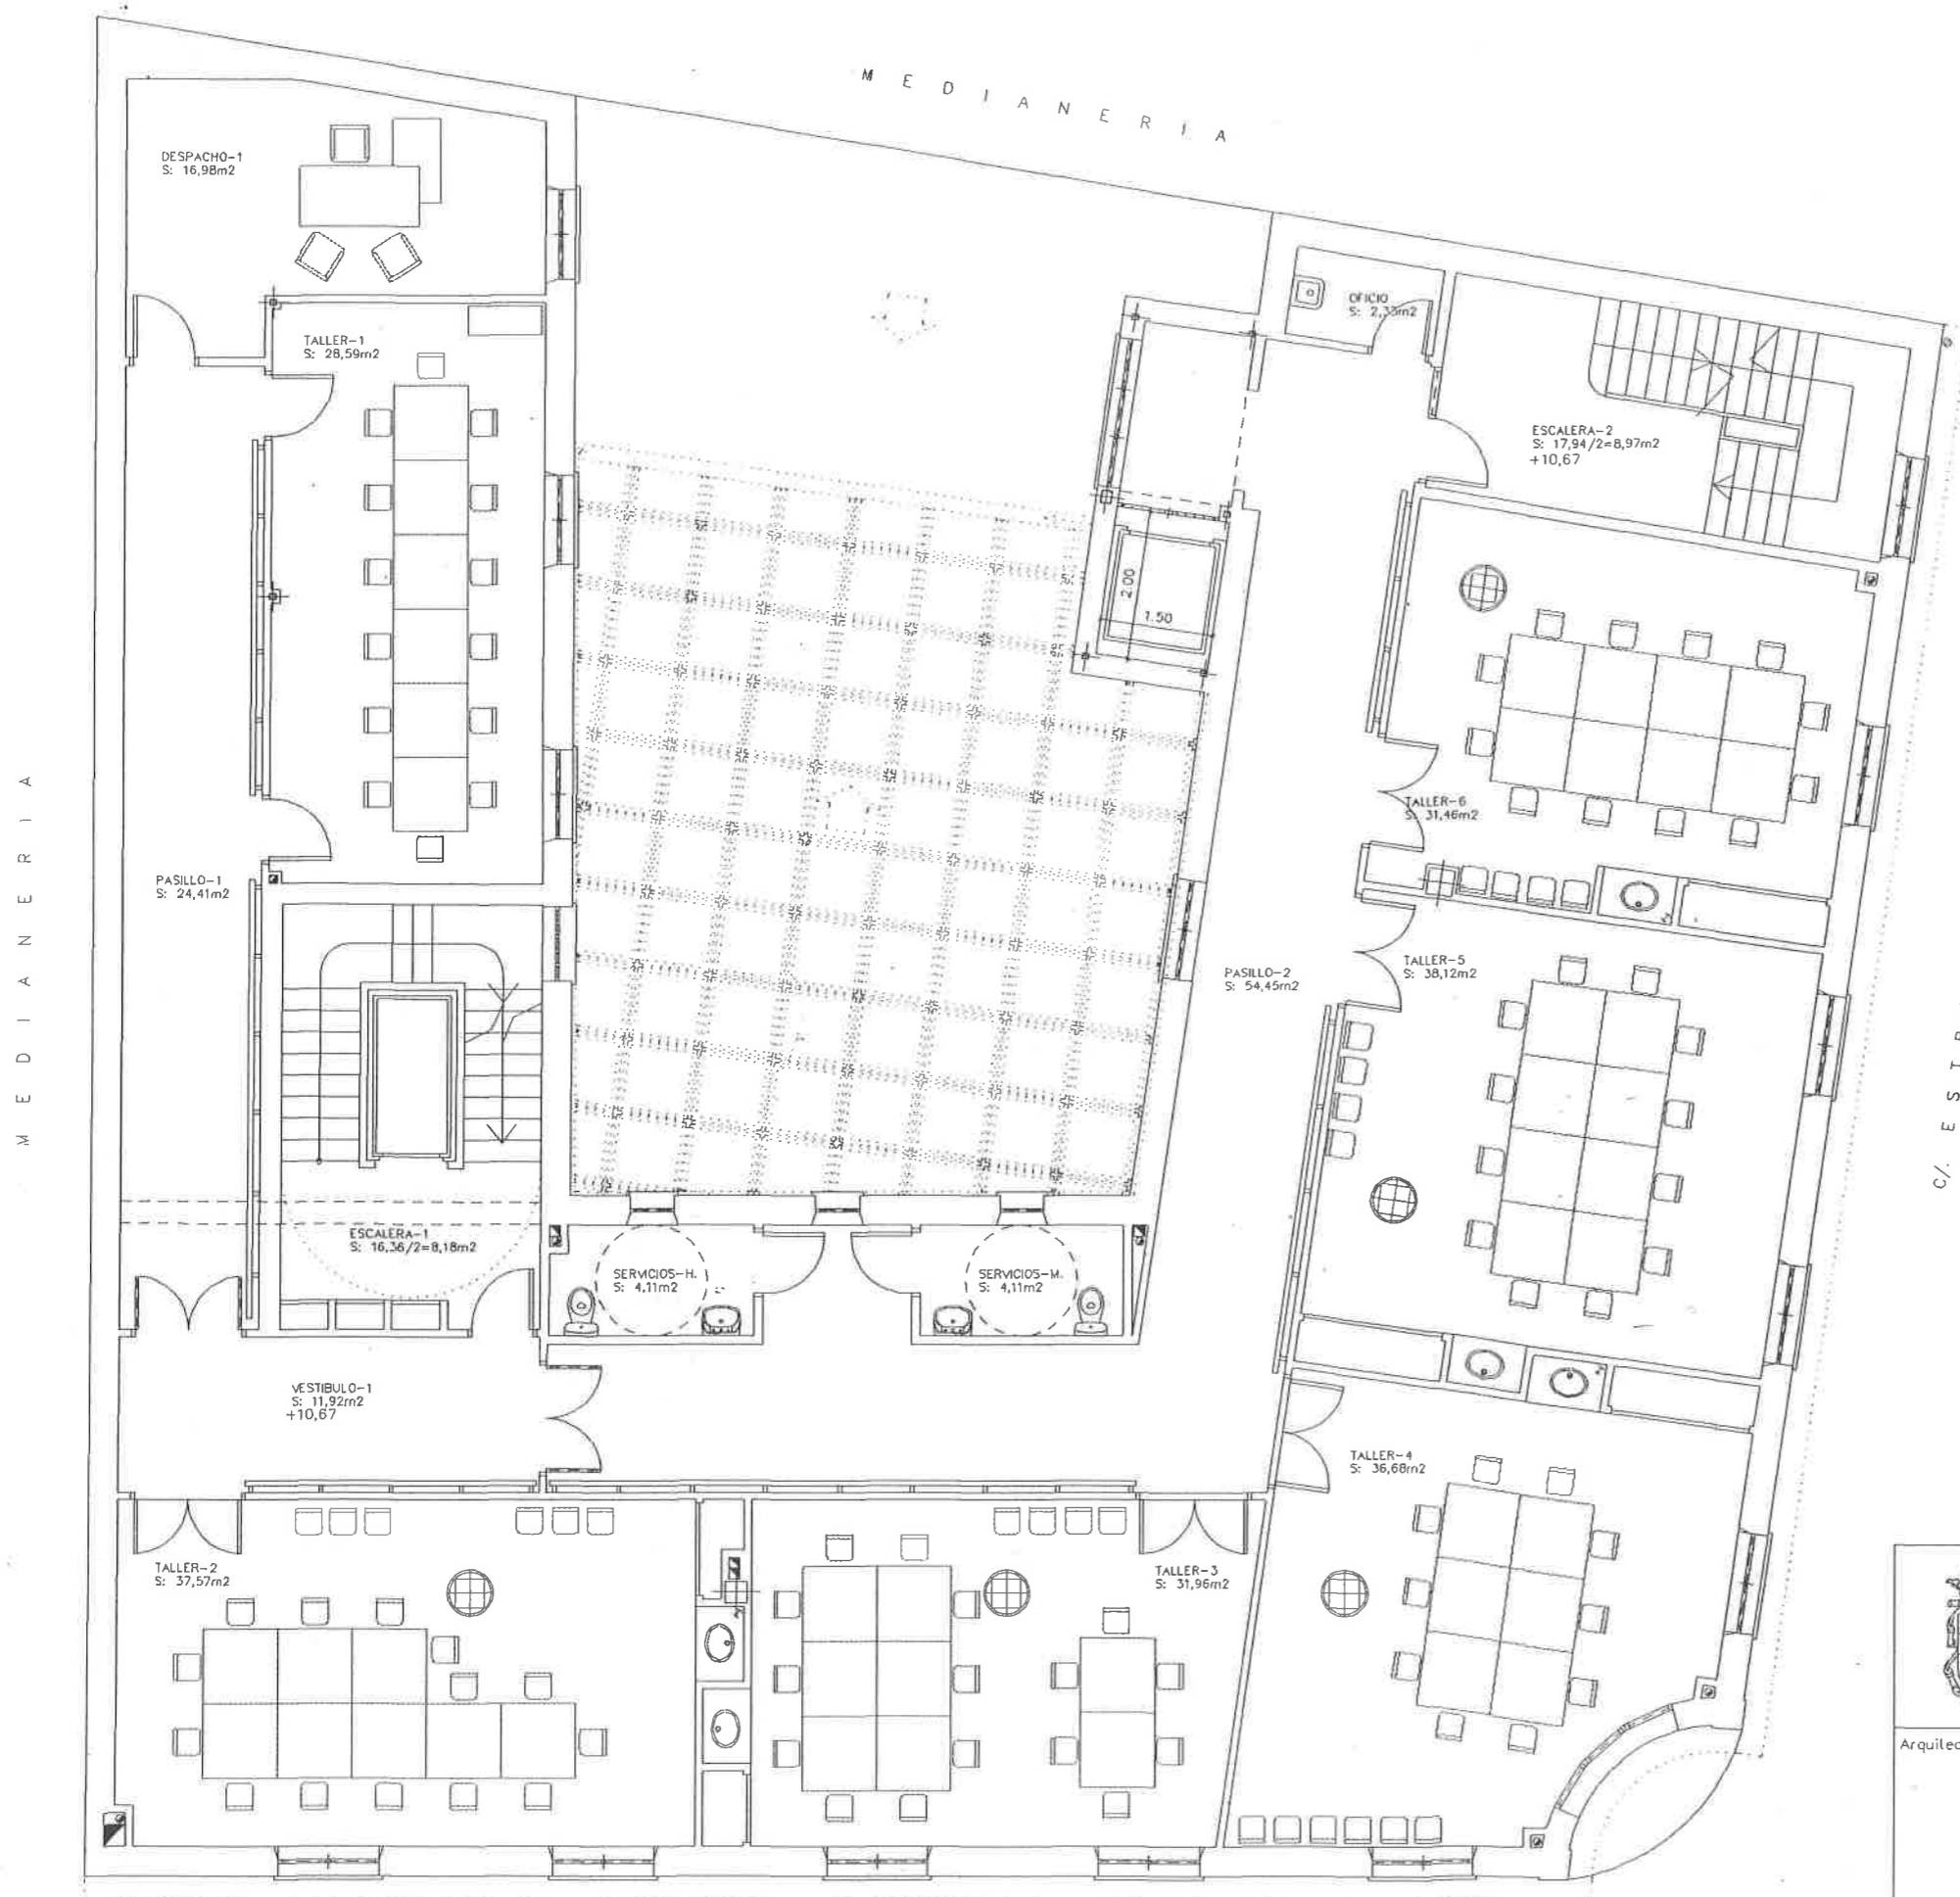 M E D I A N E R I A
DESPACHO-1
S: 16,98m2
OFICIO
S: 2,33m2
TALLER-1
S: 28,59m2
ESCALERA-2
S: 17,94/2=8,97m2
+10,67
2.00
1.50
M E D I A N E R I A
TALLER-6
S: 31,46m2
PASILLO-1
S: 24,41m2
TALLER-5
S: 38,12m2
PASILLO-2
S: 54,45m2
C/. E S T
ESCALERA-1
S: 16,36/2=8,18m2
SERVICIOS-H.
S: 4,11m2
SERVICIOS-M.
S: 4,11m2
VESTIBULO-1
S: 11,92m2
+10,67
TALLER-4
S: 36,68m2
TALLER-2
S: 37,57m2
TALLER-3
S: 31,96m2
Arquitec